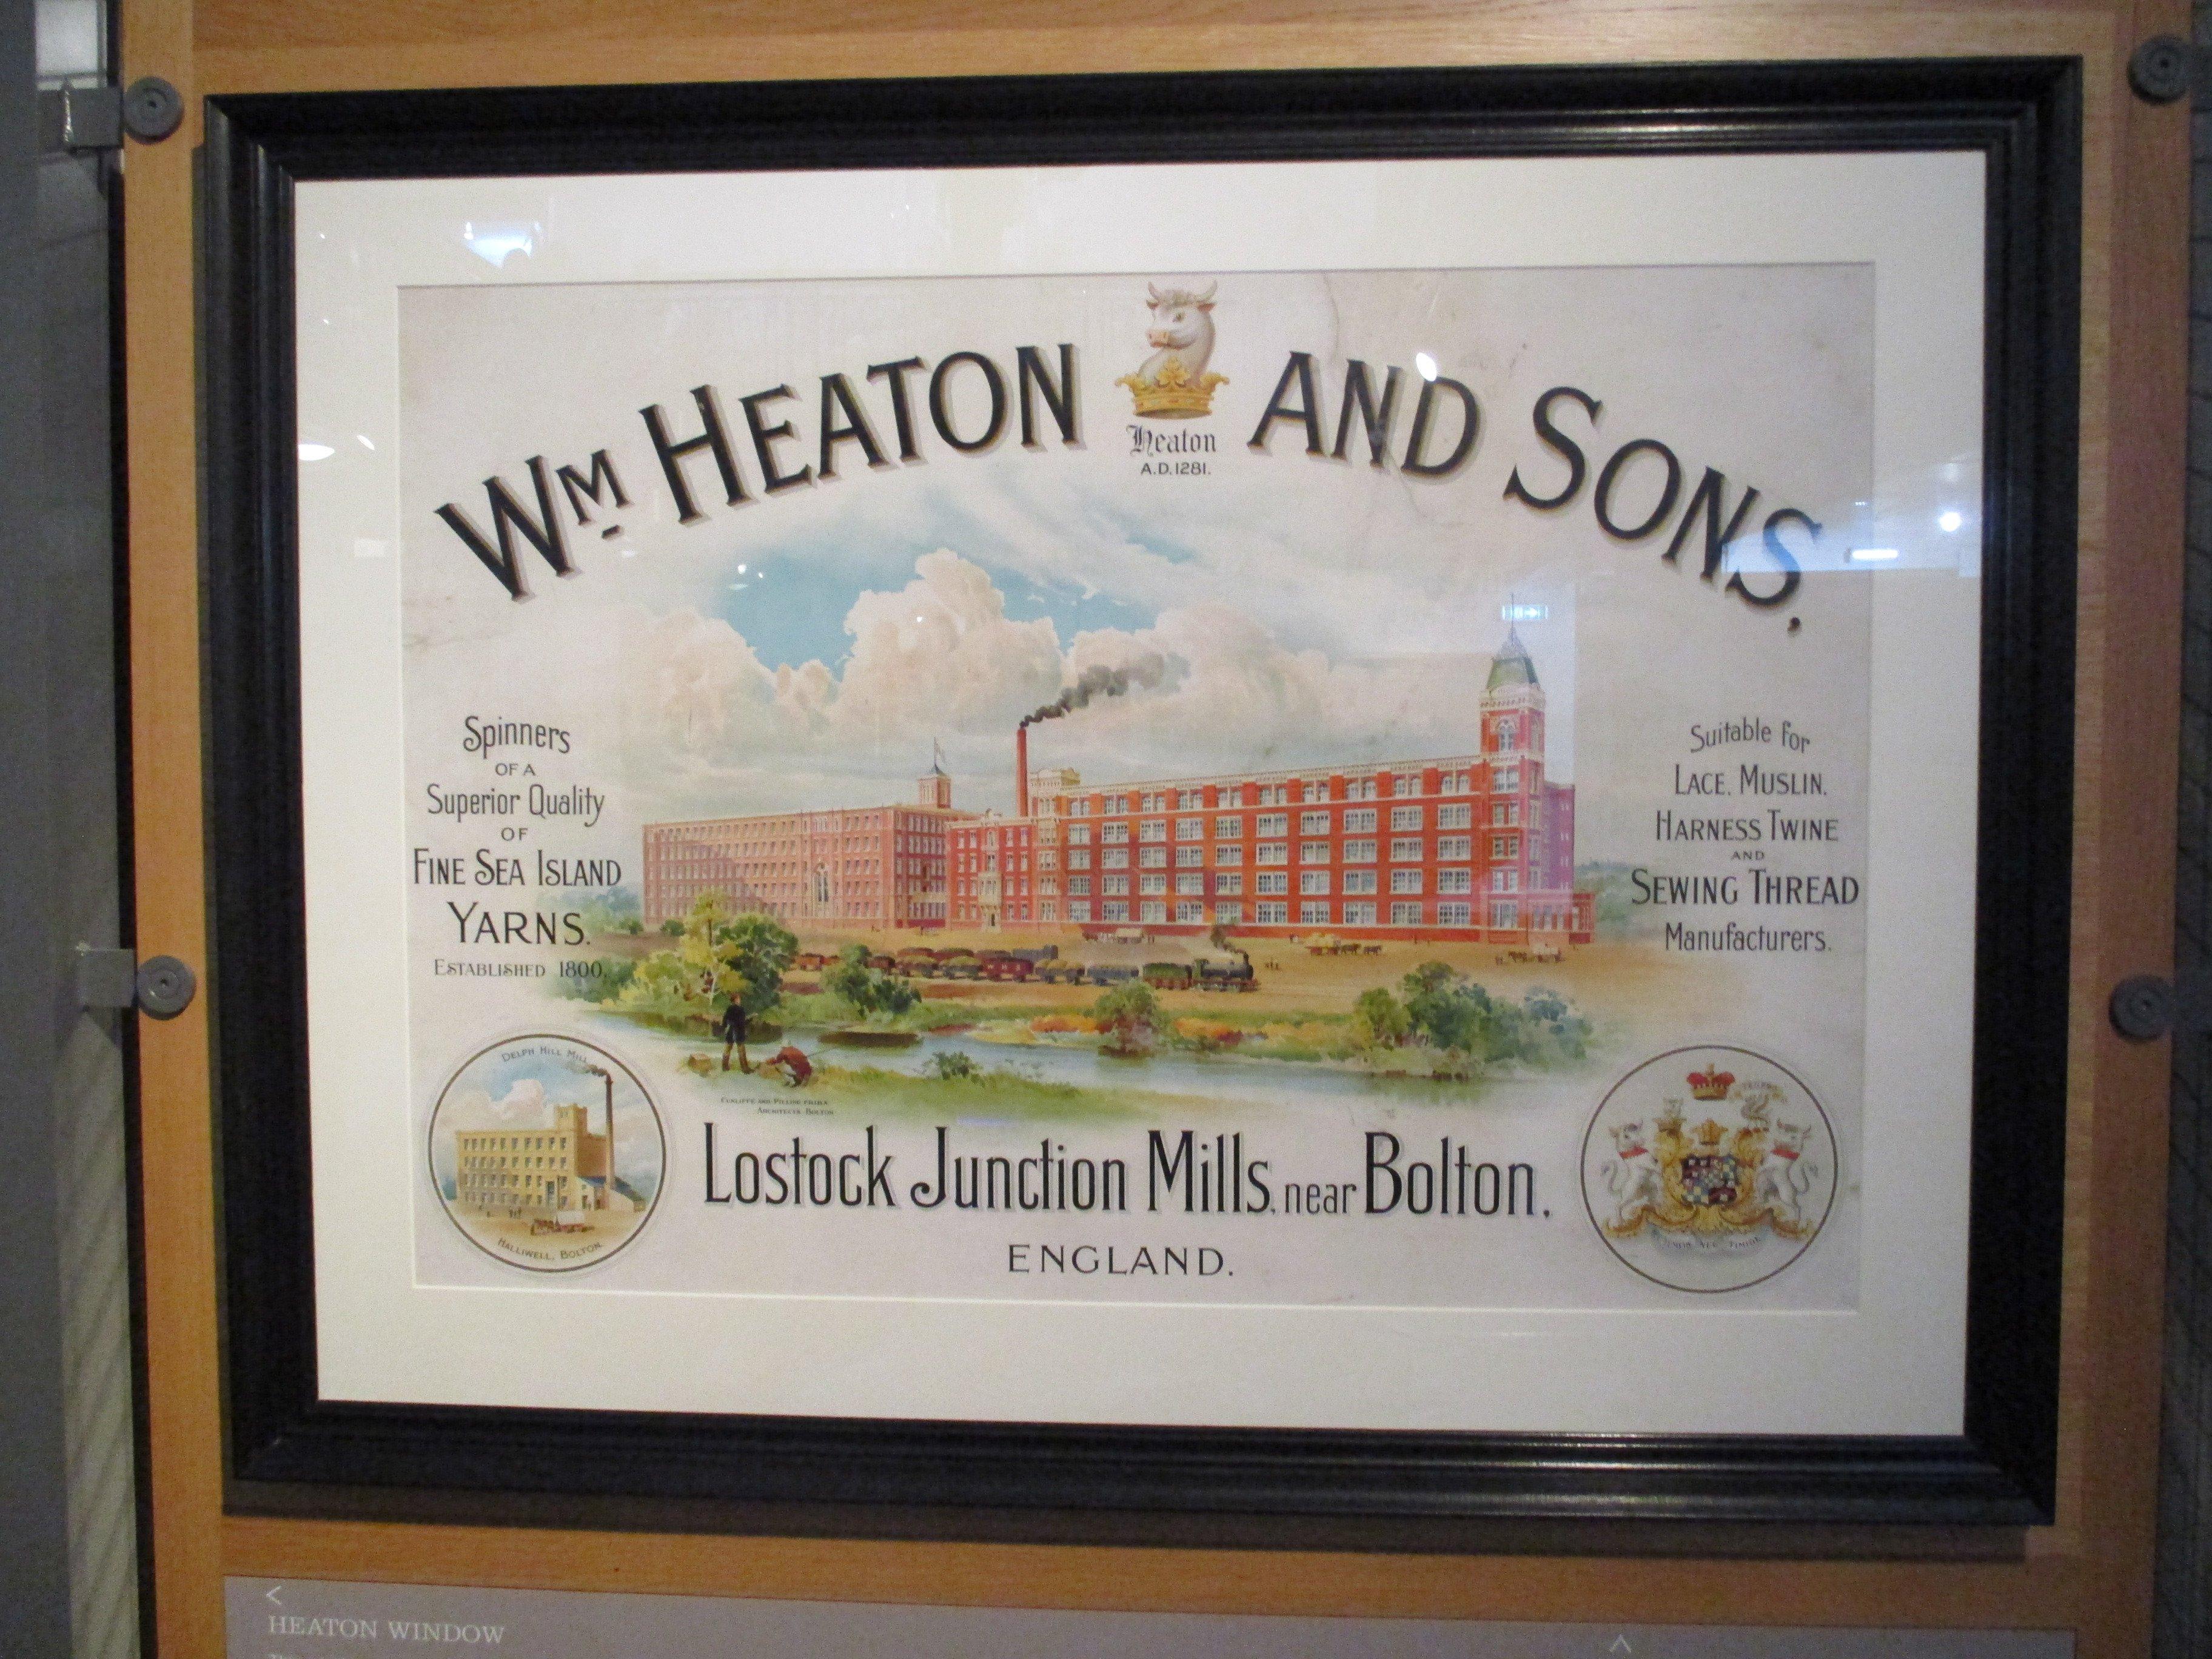 WM HEATON AND SONS,
Heaton
A.D. 1281.
Spinners
OF A
Superior Quality
OF
FINE SEA ISLAND
YARNS.
ESTABLISHED 1800.
Suitable for
LACE, MUSLIN,
HARNESS TWINE
AND
SEWING THREAD
Manufacturers.
ARCHITECTS BOLTON
DELPH HILL MILL
HALLIWELL, BOLTON
Lostock Junction Mills, near Bolton,
ENGLAND.
<
HEATON WINDOW